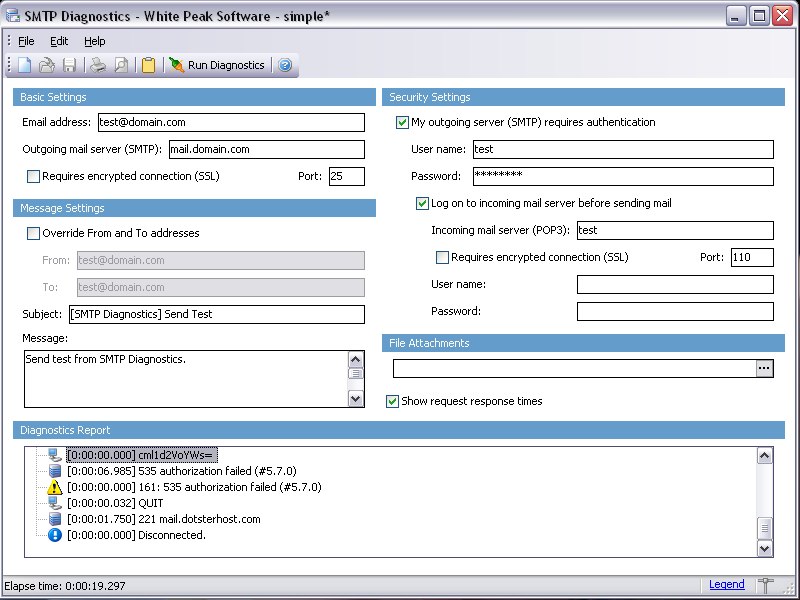 SMTP Diagnostics - White Peak Software - simple*
File Edit Help
Run Diagnostics
Basic Settings
Email address: test@domain.com
Outgoing mail server (SMTP): mail.domain.com
Requires encrypted connection (SSL) Port: 25
Message Settings
Override From and To addresses
From: test@domain.com
To: test@domain.com
Subject: [SMTP Diagnostics] Send Test
Message:
Send test from SMTP Diagnostics.
Security Settings
My outgoing server (SMTP) requires authentication
User name: test
Password: ********
Log on to incoming mail server before sending mail
Incoming mail server (POP3): test
Requires encrypted connection (SSL) Port: 110
User name:
Password:
File Attachments
...
Show request response times
Diagnostics Report
[0:00:00.000] cml1d2VoYWs=
[0:00:06.985] 535 authorization failed (#5.7.0)
[0:00:00.000] 161: 535 authorization failed (#5.7.0)
[0:00:00.032] QUIT
[0:00:01.750] 221 mail.dotsterhost.com
[0:00:00.000] Disconnected.
Elapse time: 0:00:19.297
Legend